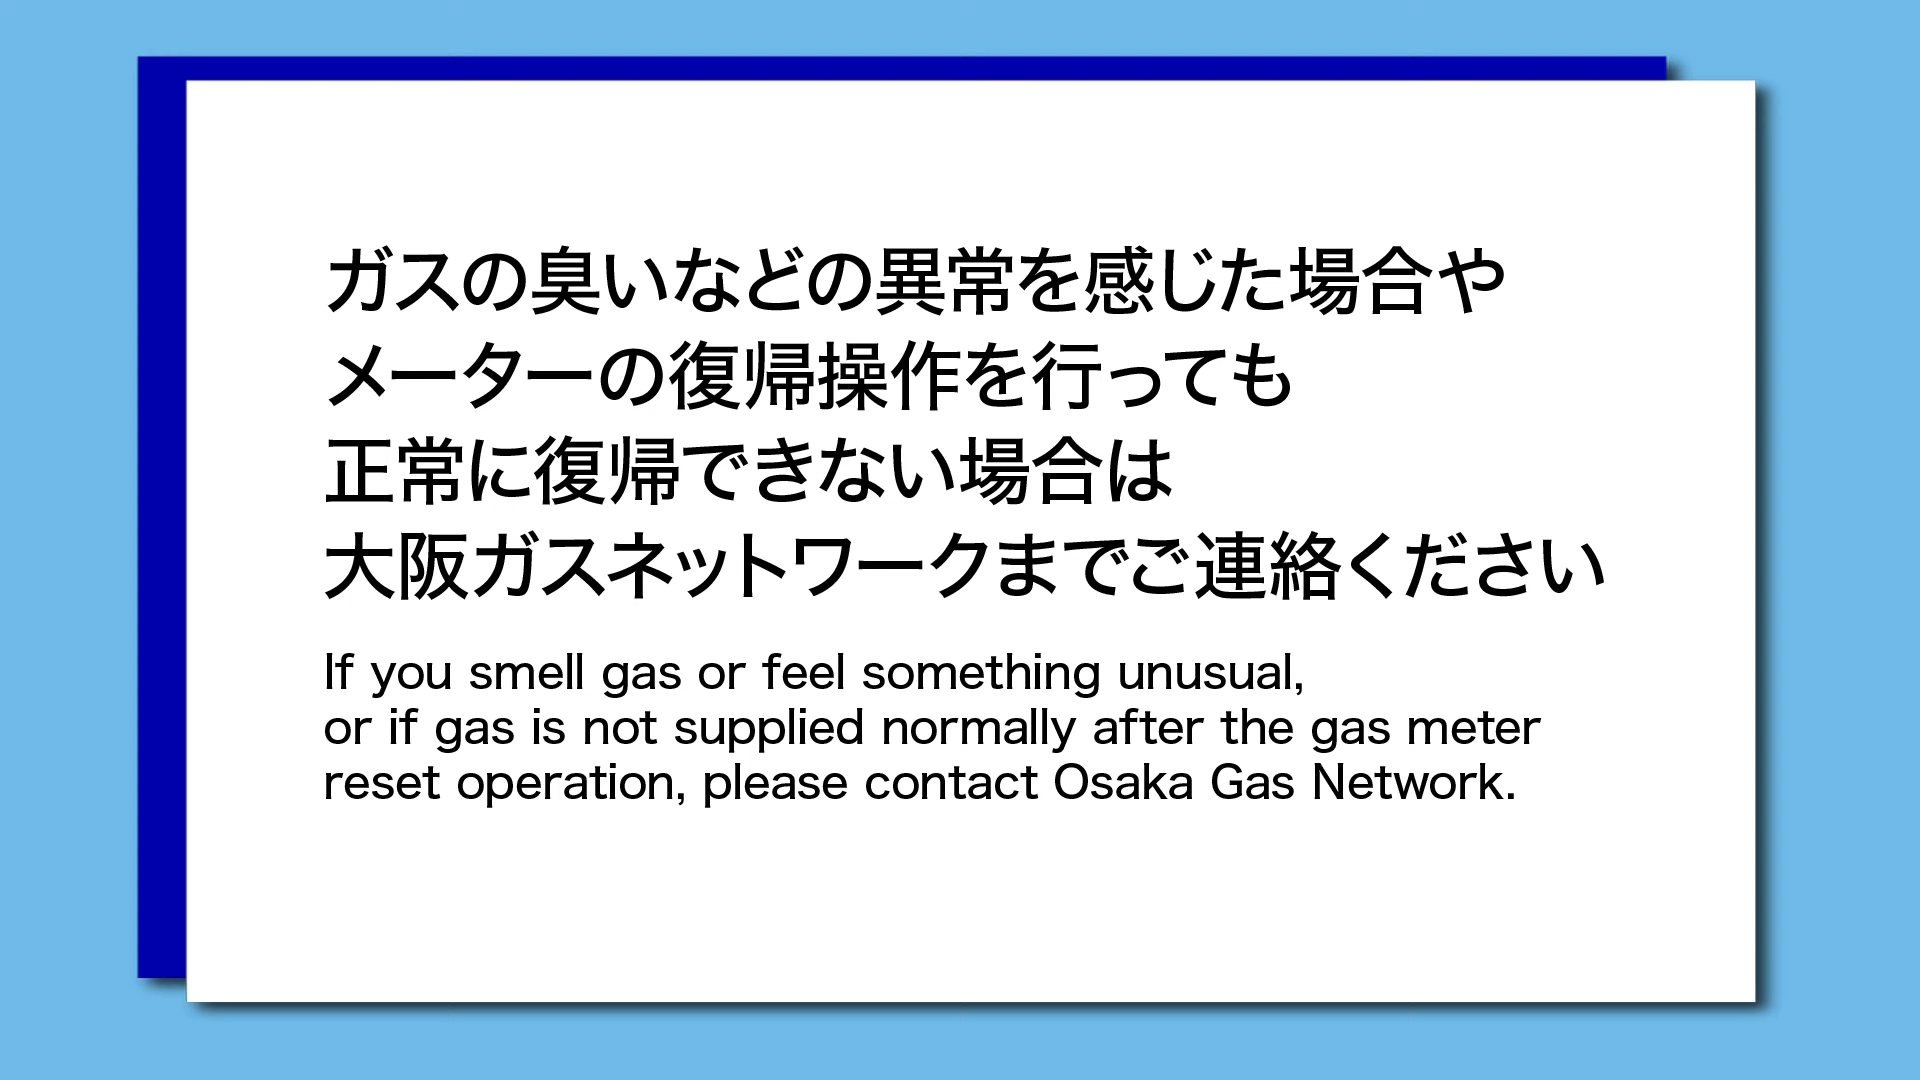 ガスの臭いなどの異常を感じた場合や
メーターの復帰操作を行っても
正常に復帰できない場合は
大阪ガスネットワークまでご連絡ください
If you smell gas or feel something unusual,
or if gas is not supplied normally after the gas meter
reset operation, please contact Osaka Gas Network.